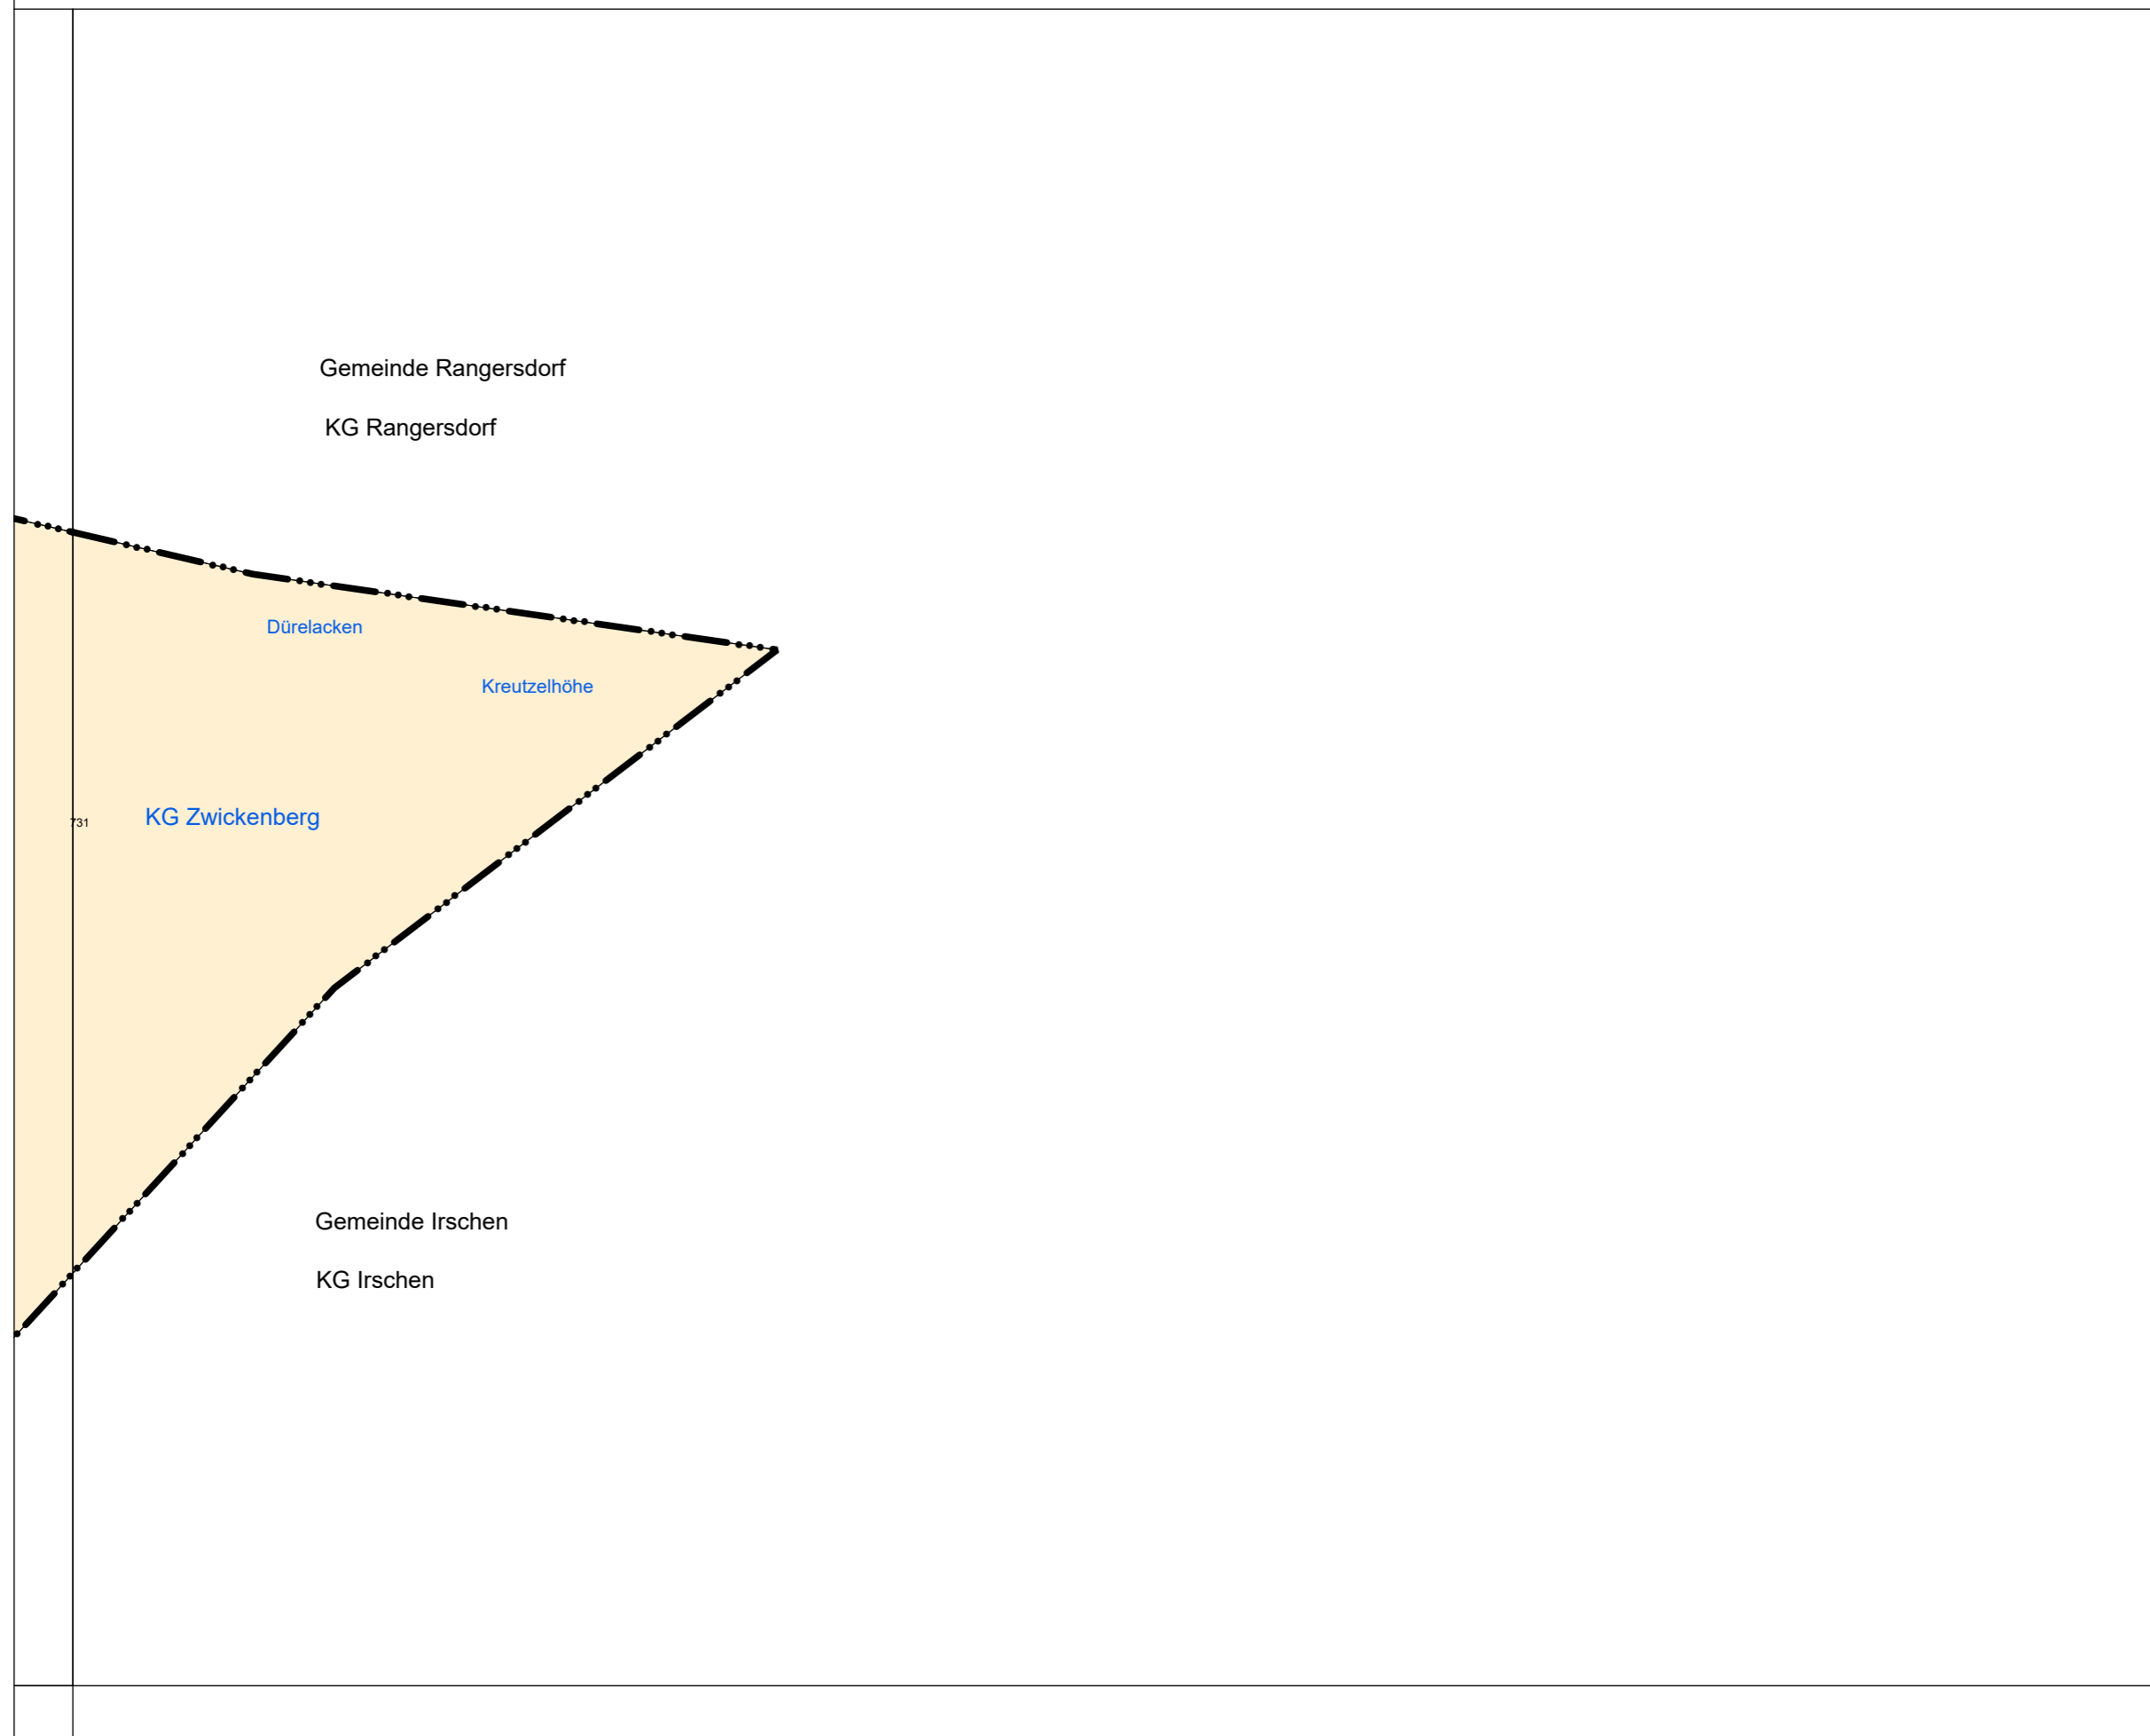 Gemeinde Rangersdorf
KG Rangersdorf
Dürelacken
Kreutzelhöhe
KG Zwickenberg
731
Gemeinde Irschen
KG Irschen